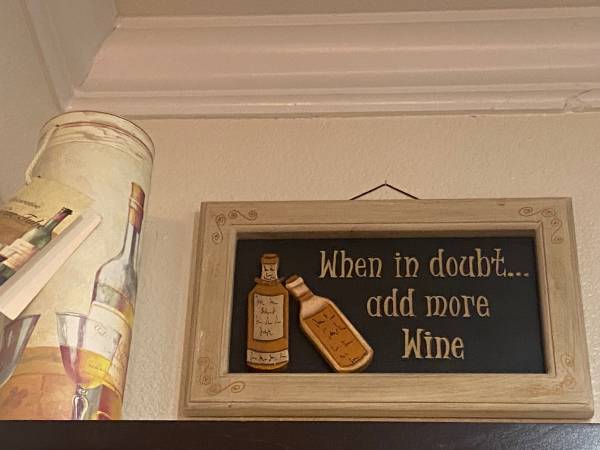 When in doubt...
add more
Wine